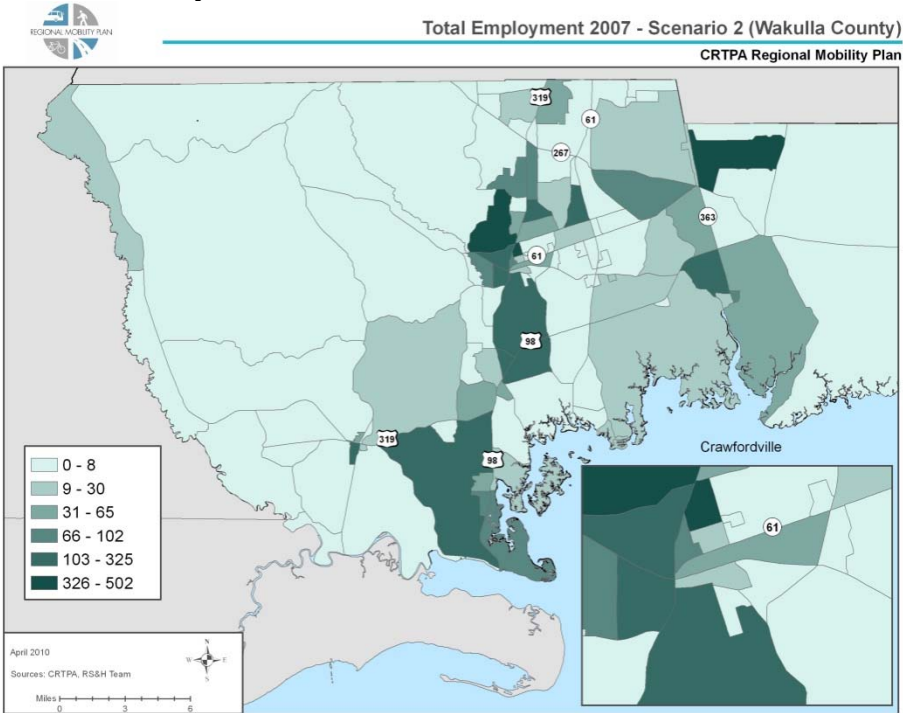 REGIONAL MOBILITY PLAN
Total Employment 2007 - Scenario 2 (Wakulla County)
CRTPA Regional Mobility Plan
319
61
267
363
61
98
319
98
Crawfordville
61
0 - 8
9 - 30
31 - 65
66 - 102
103 - 325
326 - 502
April 2010
Sources: CRTPA, RS&H Team
N
W
E
S
Miles
0
3
6